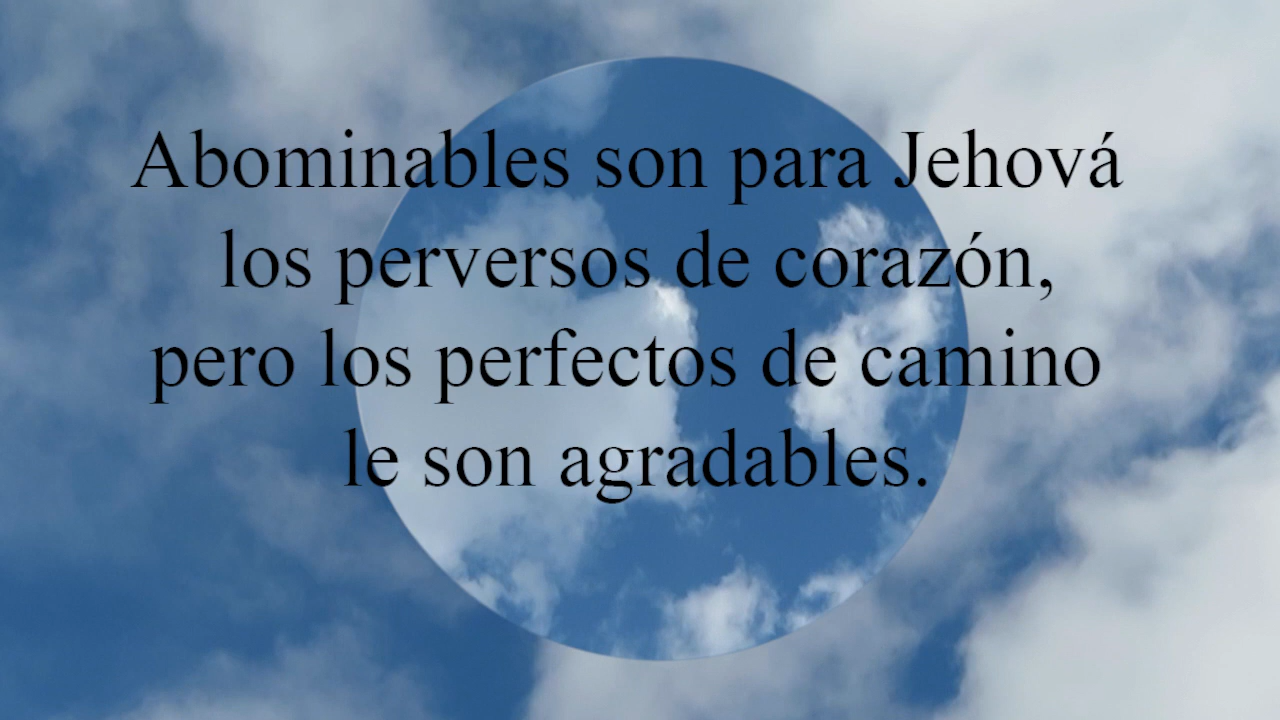 Abominables son para Jehová
los perversos de corazón,
pero los perfectos de camino
le son agradables.